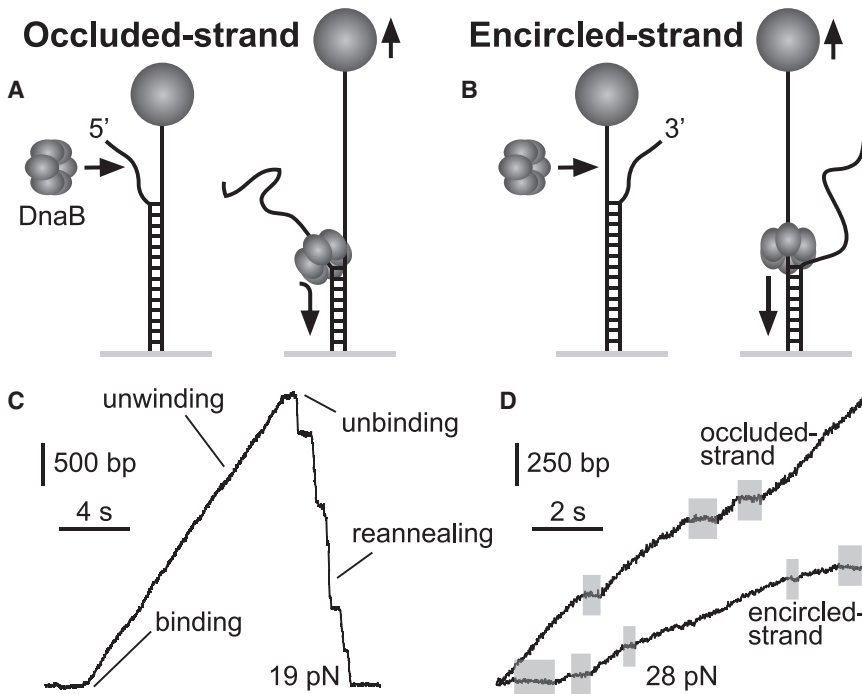 Occluded-strand
Encircled-strand
A
5’
DnaB
B
3’
C
unwinding
unbinding
500 bp
4 s
reannealing
binding
19 pN
D
250 bp
2 s
occluded-
strand
encircled-
strand
28 pN